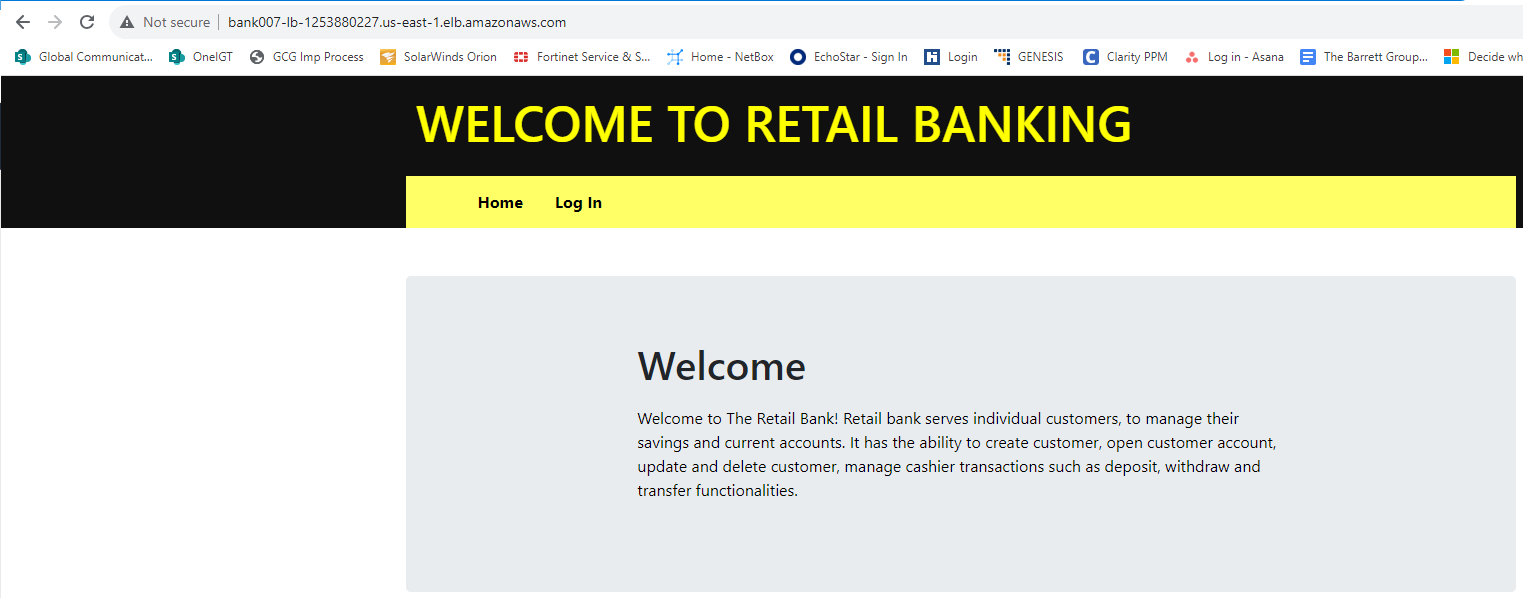 Not secure | bank007-lb-1253880227.us-east-1.elb.amazonaws.com
Global Communicat... OneIGT GCG Imp Process SolarWinds Orion Fortinet Service & S... Home - NetBox EchoStar - Sign In Login GENESIS Clarity PPM Log in - Asana The Barrett Group... Decide wh
WELCOME TO RETAIL BANKING
Home Log In
Welcome
Welcome to The Retail Bank! Retail bank serves individual customers, to manage their
savings and current accounts. It has the ability to create customer, open customer account,
update and delete customer, manage cashier transactions such as deposit, withdraw and
transfer functionalities.